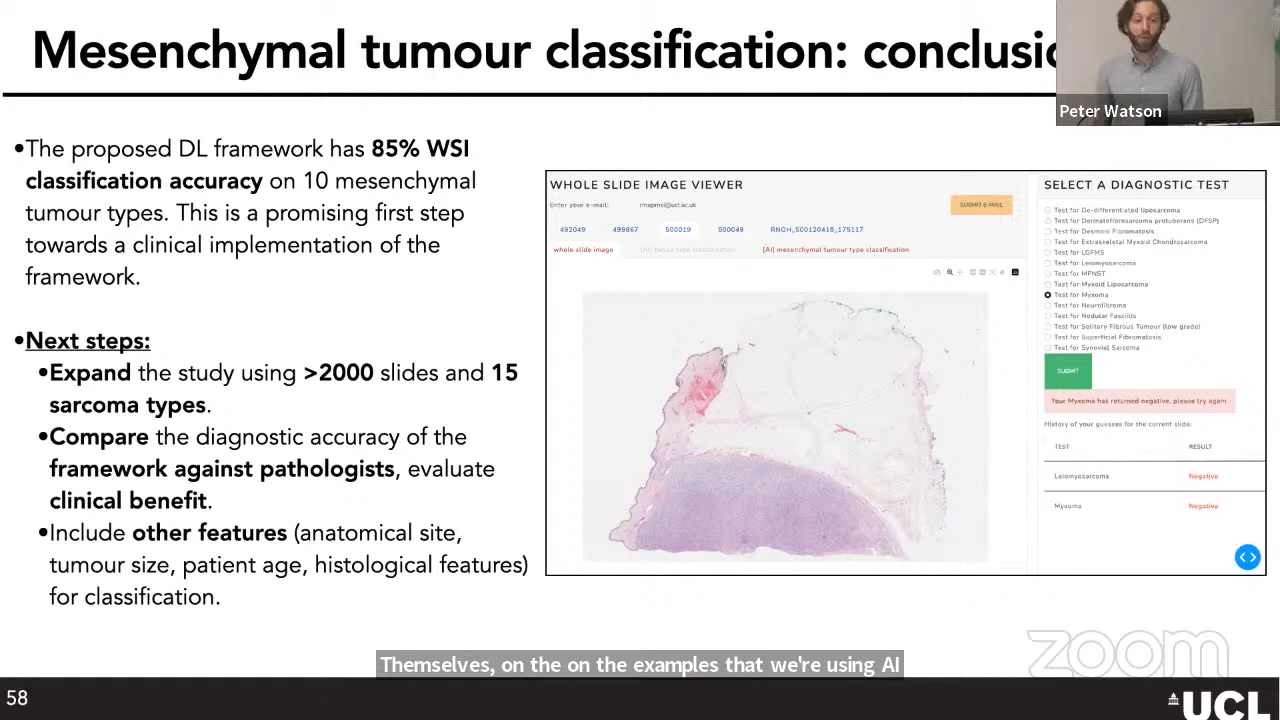 Mesenchymal tumour classification: conclusio
Peter Watson
•The proposed DL framework has 85% WSI
classification accuracy on 10 mesenchymal
tumour types. This is a promising first step
towards a clinical implementation of the
framework.
•Next steps:
•Expand the study using >2000 slides and 15
sarcoma types.
•Compare the diagnostic accuracy of the
framework against pathologists, evaluate
clinical benefit.
•Include other features (anatomical site,
tumour size, patient age, histological features)
for classification.
WHOLE SLIDE IMAGE VIEWER
Enter your e-mail: rmapmsi@ucl.ac.uk SUBMIT E-MAIL
492049 499867 500019 500049 RNOH_S00120418_175117
whole slide image [AI] tissue type classification [AI] mesenchymal tumour type classification
SELECT A DIAGNOSTIC TEST
Test for De-differentiated liposarcoma
Test for Dermatofibrosarcoma protuberans (DFSP)
Test for Desmoid Fibromatosis
Test for Extraskeletal Myxoid Chondrosarcoma
Test for LGFMS
Test for Leiomyosarcoma
Test for MPNST
Test for Myxoid Liposarcoma
Test for Myxoma
Test for Neurofibroma
Test for Nodular Fasciitis
Test for Solitary Fibrous Tumour (low grade)
Test for Superficial Fibromatosis
Test for Synovial Sarcoma
SUBMIT
Your Myxoma has returned negative, please try again.
History of your guesses for the current slide:
TEST RESULT
Leiomyosarcoma Negative
Myxoma Negative
Themselves, on the on the examples that we're using AI
zoom
58
UCL